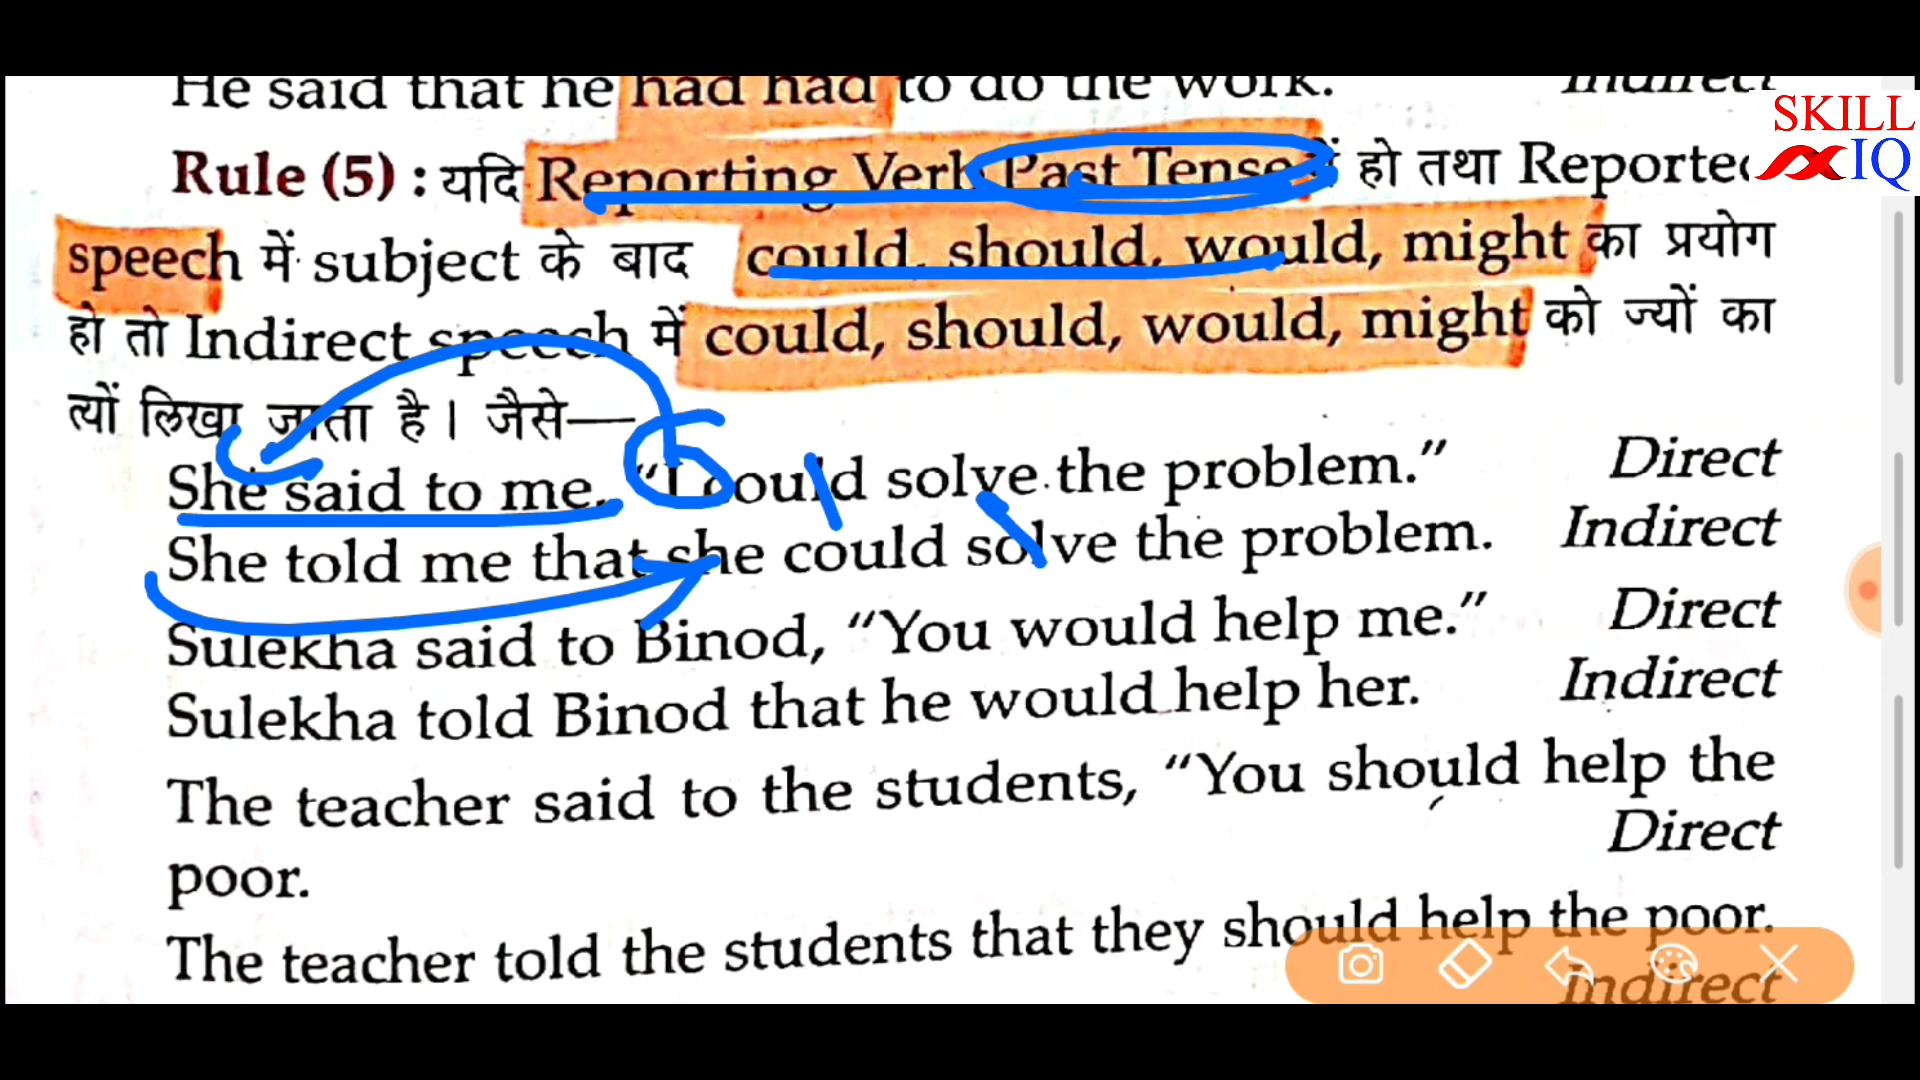 He said that he had had to do the work. Indirect
SKILL
IQ
Rule (5) : यदि Reporting Verb Past Tense में हो तथा Reported
speech में subject के बाद could, should, would, might का प्रयोग
हो तो Indirect speech में could, should, would, might को ज्यों का
त्यों लिखा जाता है। जैसे—
She said to me, “I could solve the problem.” Direct
She told me that she could solve the problem. Indirect
Sulekha said to Binod, “You would help me.” Direct
Sulekha told Binod that he would help her. Indirect
The teacher said to the students, “You should help the
poor. Direct
The teacher told the students that they should help the poor.
Indirect